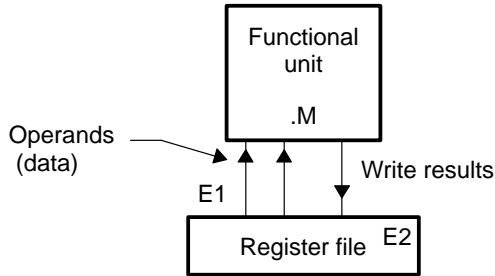 Functional
unit
.M
Operands
(data)
Write results
E1
E2
Register file